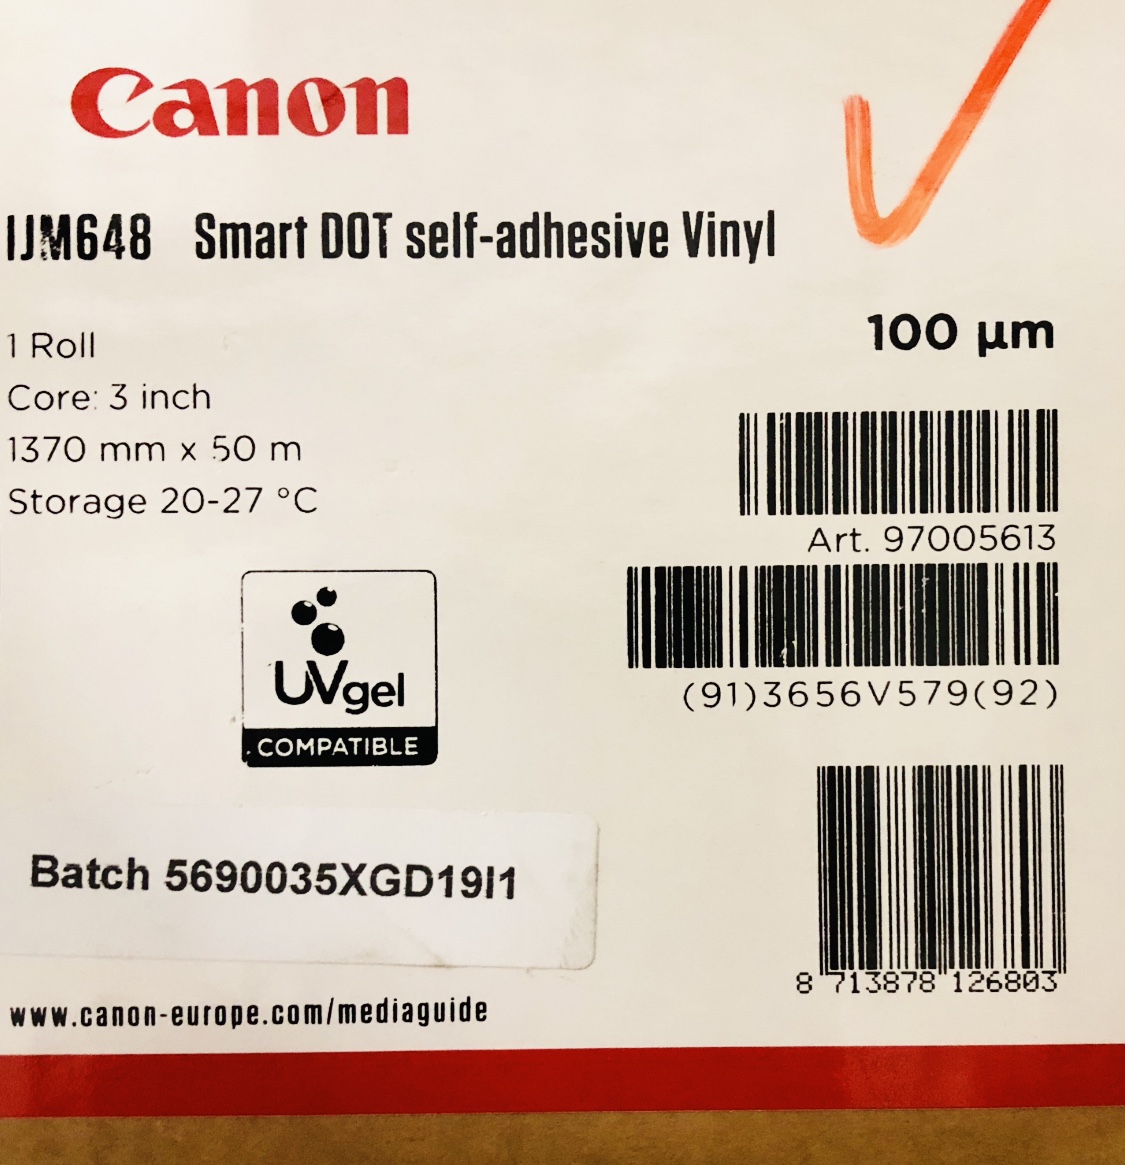 Canon
IJM648 Smart DOT self-adhesive Vinyl
100 µm
1 Roll
Core: 3 inch
1370 mm x 50 m
Storage 20-27 °C
Art. 97005613
(91)3656V579(92)
UVgel
COMPATIBLE
Batch 5690035XGD19I1
8 713878 126803
www.canon-europe.com/mediaguide